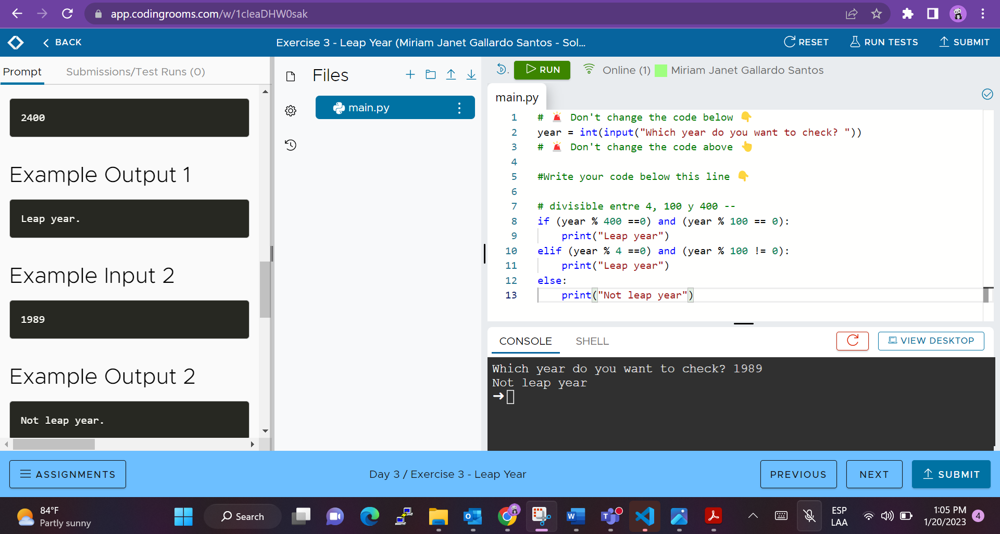 app.codingrooms.com/w/1cIeaDHW0sak
BACK
Exercise 3 - Leap Year (Miriam Janet Gallardo Santos - Sol...
RESET
RUN TESTS
SUBMIT
Prompt
Submissions/Test Runs (0)
2400
Example Output 1
Leap year.
Example Input 2
1989
Example Output 2
Not leap year.
Files
main.py
RUN
Online (1)
Miriam Janet Gallardo Santos
main.py
1 # 🚨 Don't change the code below 👇
2 year = int(input("Which year do you want to check? "))
3 # 🚨 Don't change the code above 👆
4
5 #Write your code below this line 👇
6
7 # divisible entre 4, 100 y 400 --
8 if (year % 400 ==0) and (year % 100 == 0):
9 print("Leap year")
10 elif (year % 4 ==0) and (year % 100 != 0):
11 print("Leap year")
12 else:
13 print("Not leap year")
CONSOLE
SHELL
VIEW DESKTOP
Which year do you want to check? 1989
Not leap year
ASSIGNMENTS
Day 3 / Exercise 3 - Leap Year
PREVIOUS
NEXT
SUBMIT
84°F
Partly sunny
Search
ESP
LAA
1:05 PM
1/20/2023
4